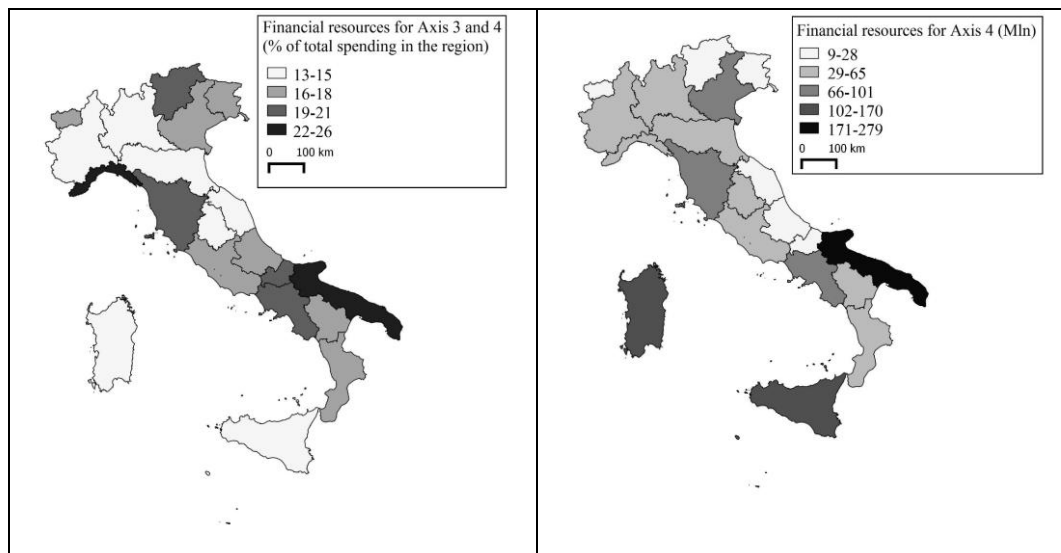 Financial resources for Axis 3 and 4
(% of total spending in the region)
13-15
16-18
19-21
22-26
0 100 km
Financial resources for Axis 4 (Mln)
9-28
29-65
66-101
102-170
171-279
0 100 km